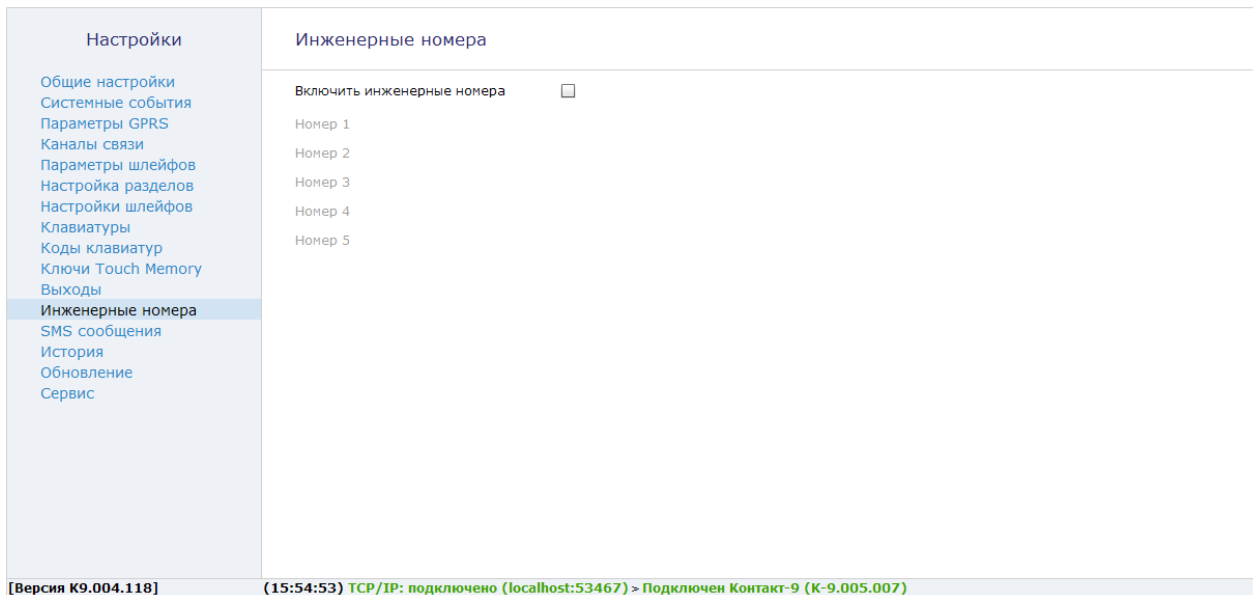 Настройки
Общие настройки
Системные события
Параметры GPRS
Каналы связи
Параметры шлейфов
Настройка разделов
Настройки шлейфов
Клавиатуры
Коды клавиатур
Ключи Touch Memory
Выходы
Инженерные номера
SMS сообщения
История
Обновление
Сервис
Инженерные номера
Включить инженерные номера
Номер 1
Номер 2
Номер 3
Номер 4
Номер 5
[Версия K9.004.118] (15:54:53) TCP/IP: подключено (localhost:53467) > Подключен Контакт-9 (K-9.005.007)